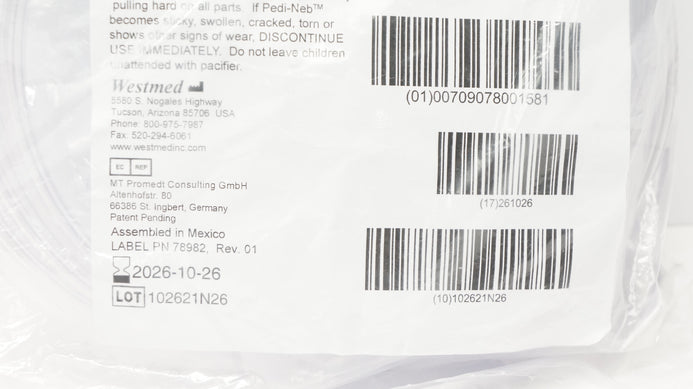 pulling hard on all parts. If Pedi-Neb™
becomes sticky, swollen, cracked, torn or
shows other signs of wear, DISCONTINUE
USE IMMEDIATELY. Do not leave children
unattended with pacifier.
Westmed
5580 S. Nogales Highway
Tucson, Arizona 85706 USA
Phone: 800-975-7987
Fax: 520-294-6061
www.westmedinc.com
EC REP
MT Promedt Consulting GmbH
Altenhofstr. 80
66386 St. Ingbert, Germany
Patent Pending
Assembled in Mexico
LABEL PN 78982, Rev. 01
2026-10-26
LOT 102621N26
(01)00709078001581
(17)261026
(10)102621N26